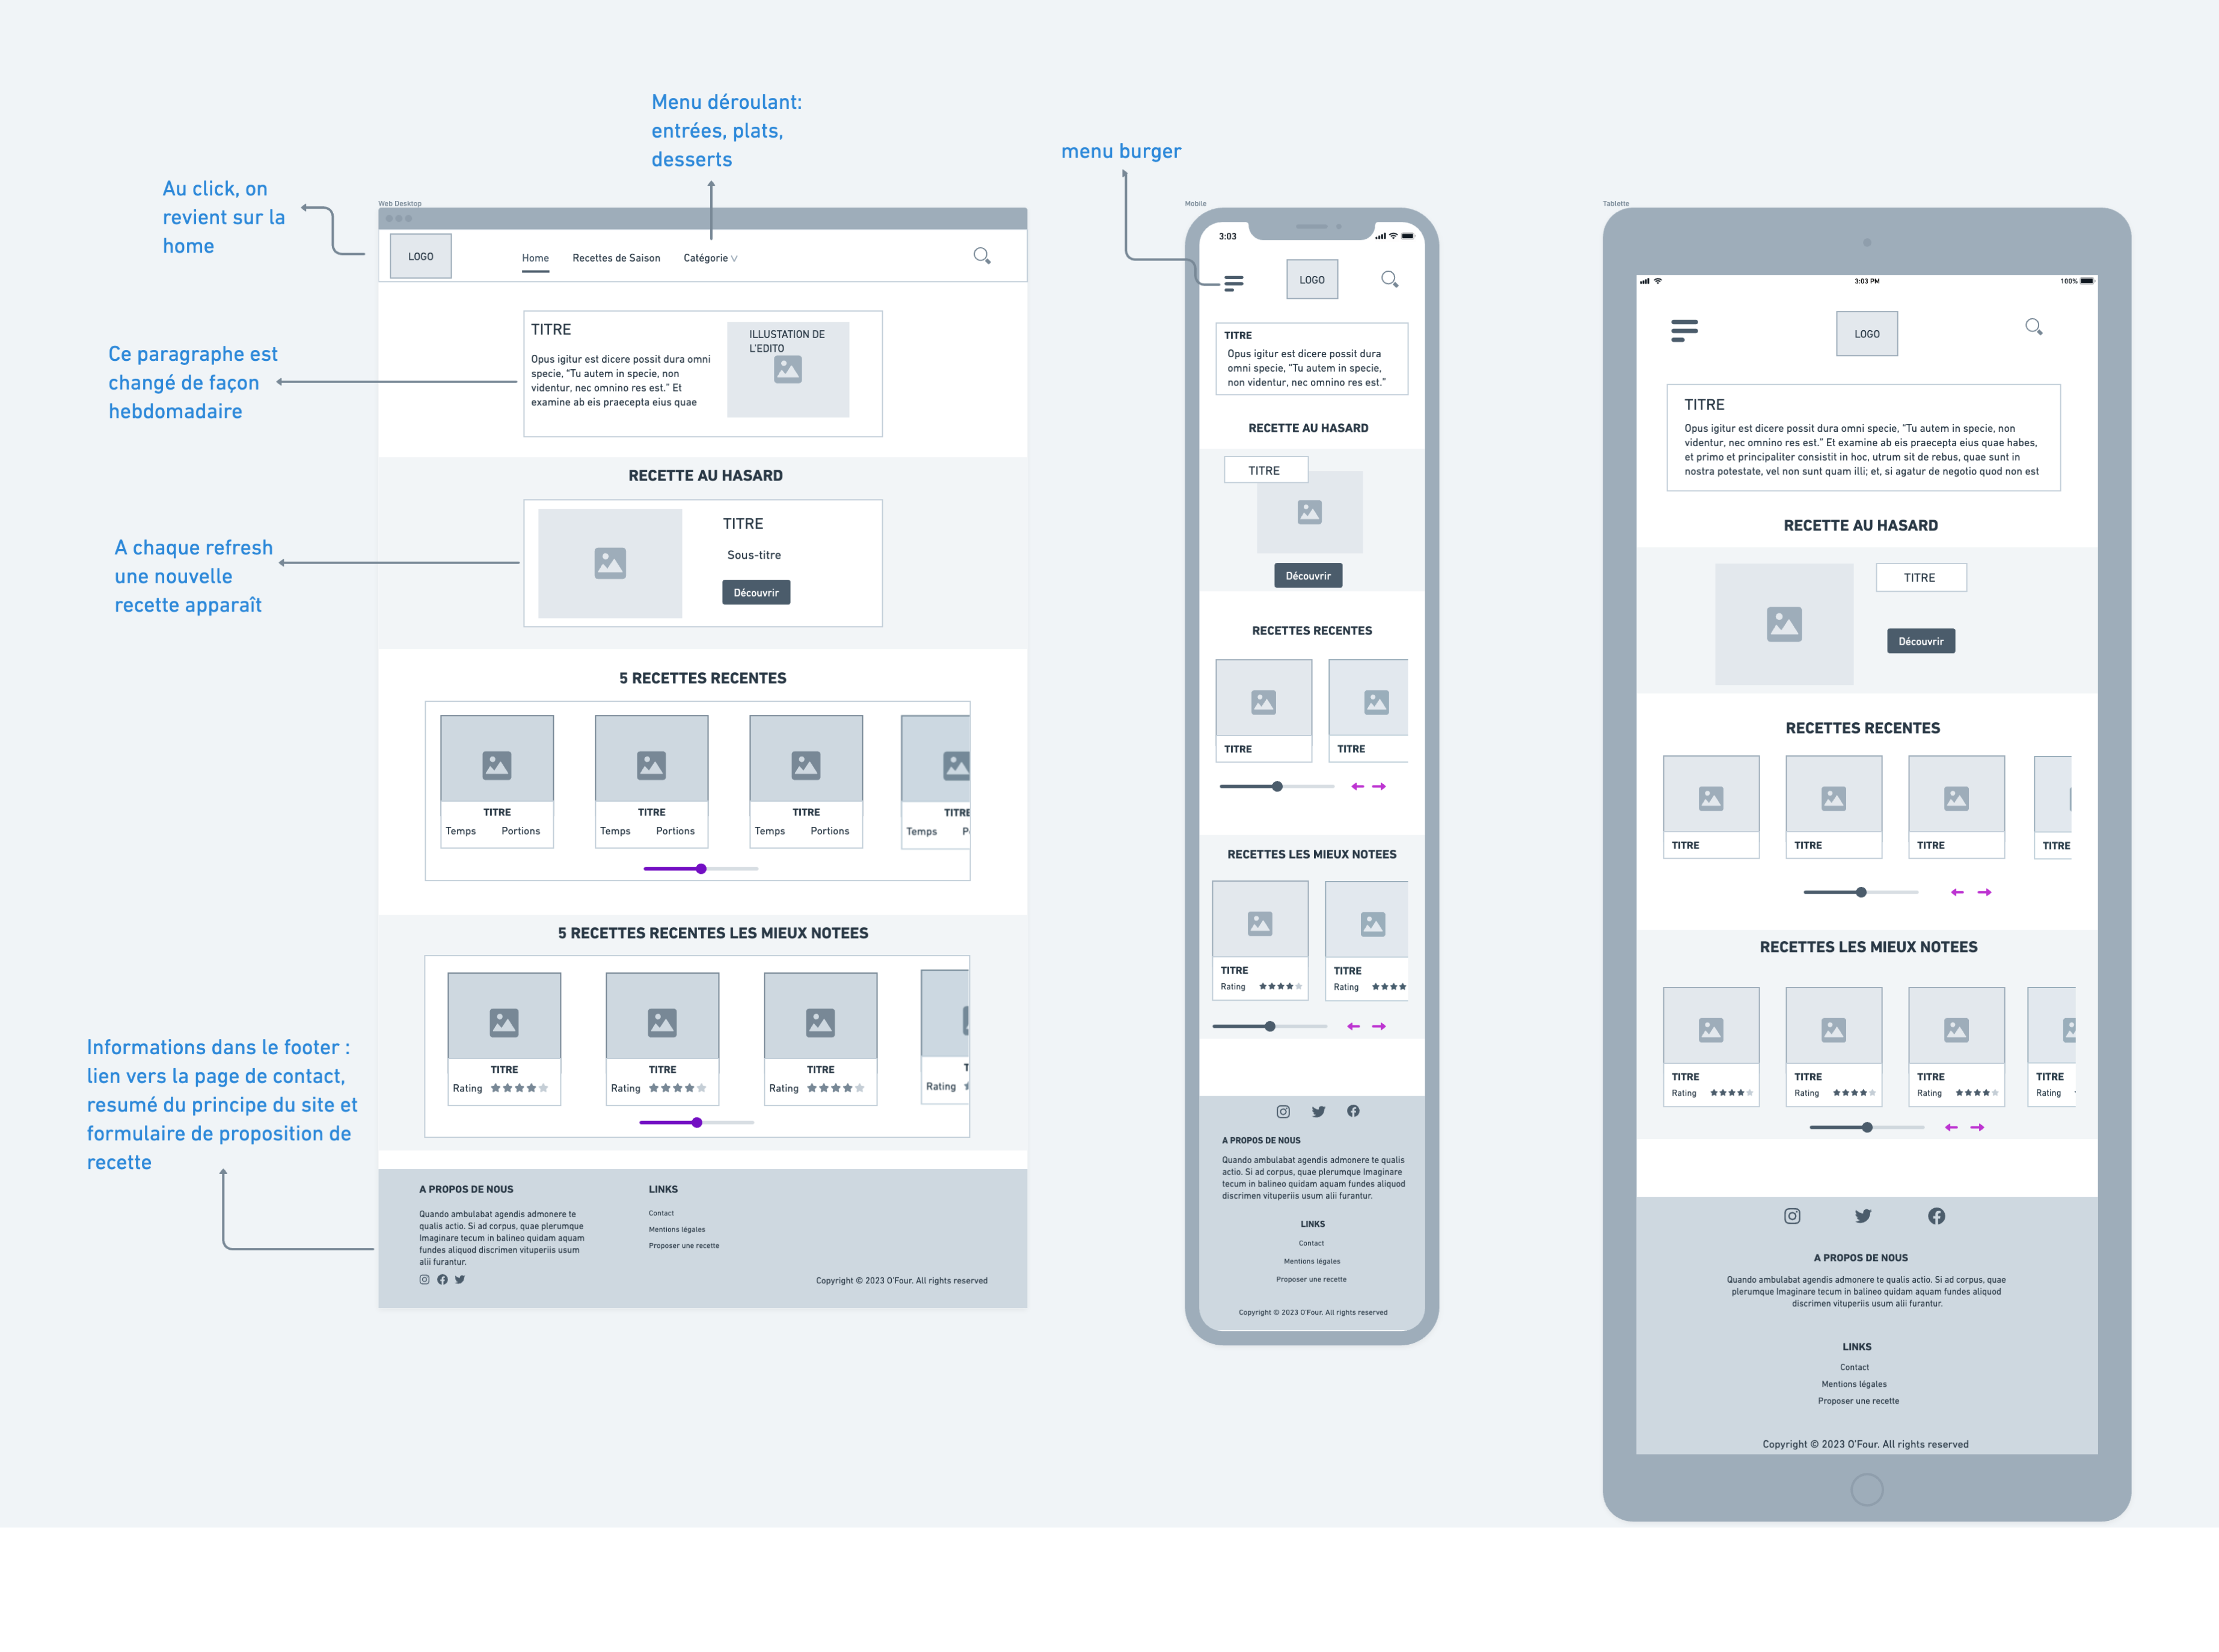 Menu déroulant:
entrées, plats,
desserts
Au click, on
revient sur la
home
Ce paragraphe est
changé de façon
hebdomadaire
A chaque refresh
une nouvelle
recette apparaît
Informations dans le footer :
lien vers la page de contact,
resumé du principe du site et
formulaire de proposition de
recette
Web Desktop
LOGO
Home Recettes de Saison Catégorie
TITRE
Opus igitur est dicere possit dura omni
specie, “Tu autem in specie, non
videntur, nec omnino res est.” Et
examine ab eis praecepta eius quae
ILLUSTATION DE
L'EDITO
RECETTE AU HASARD
TITRE
Sous-titre
Découvrir
5 RECETTES RECENTES
TITRE TITRE TITRE TITRE
Temps Portions Temps Portions Temps Portions Temps P
5 RECETTES RECENTES LES MIEUX NOTEES
TITRE TITRE TITRE T
Rating Rating Rating Rating
A PROPOS DE NOUS
Quando ambulabat agendis admonere te
qualis actio. Si ad corpus, quae plerumque
Imaginare tecum in balineo quidam aquam
fundes aliquod discrimen vituperiis usum
alii furantur.
LINKS
Contact
Mentions légales
Proposer une recette
Copyright © 2023 O'Four. All rights reserved
menu burger
Mobile
3:03
LOGO
TITRE
Opus igitur est dicere possit dura
omni specie, “Tu autem in specie,
non videntur, nec omnino res est.”
RECETTE AU HASARD
TITRE
Découvrir
RECETTES RECENTES
TITRE TITRE
RECETTES LES MIEUX NOTEES
TITRE TITRE
Rating Rating
A PROPOS DE NOUS
Quando ambulabat agendis admonere te qualis
actio. Si ad corpus, quae plerumque Imaginare
tecum in balineo quidam aquam fundes aliquod
discrimen vituperiis usum alii furantur.
LINKS
Contact
Mentions légales
Proposer une recette
Copyright © 2023 O'Four. All rights reserved
Tablette
3:03 PM 100%
LOGO
TITRE
Opus igitur est dicere possit dura omni specie, “Tu autem in specie, non
videntur, nec omnino res est.” Et examine ab eis praecepta eius quae habes,
et primo et principaliter consistit in hoc, utrum sit de rebus, quae sunt in
nostra potestate, vel non sunt quam illi; et, si agatur de negotio quod non est
RECETTE AU HASARD
TITRE
Découvrir
RECETTES RECENTES
TITRE TITRE TITRE TITRE
RECETTES LES MIEUX NOTEES
TITRE TITRE TITRE TITRE
Rating Rating Rating Rating
A PROPOS DE NOUS
Quando ambulabat agendis admonere te qualis actio. Si ad corpus, quae
plerumque Imaginare tecum in balineo quidam aquam fundes aliquod
discrimen vituperiis usum alii furantur.
LINKS
Contact
Mentions légales
Proposer une recette
Copyright © 2023 O'Four. All rights reserved